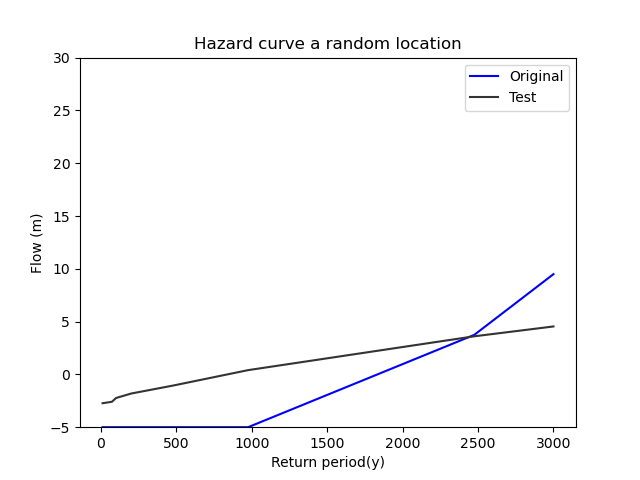 Hazard curve a random location
Original
Test
30
25
20
15
10
5
0
−5
Flow (m)
0 500 1000 1500 2000 2500 3000
Return period(y)